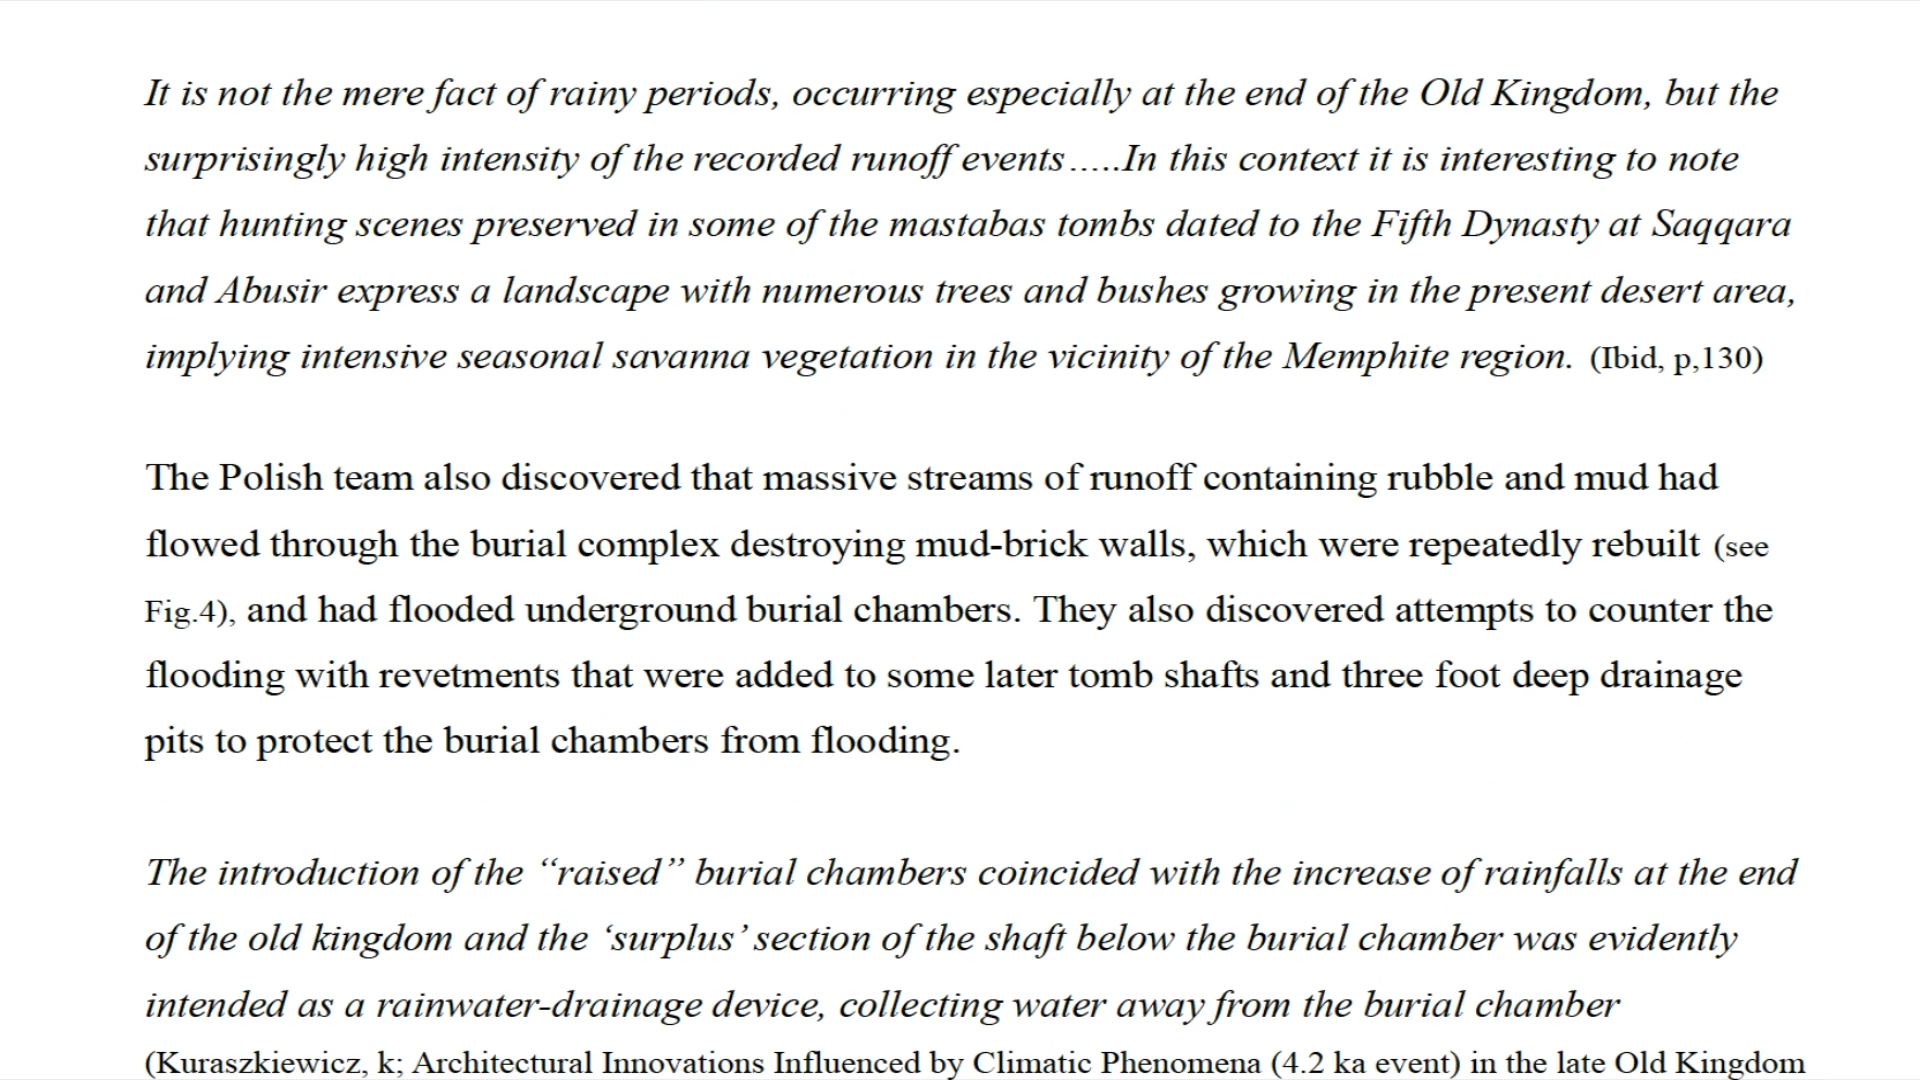 It is not the mere fact of rainy periods, occurring especially at the end of the Old Kingdom, but the
surprisingly high intensity of the recorded runoff events.....In this context it is interesting to note
that hunting scenes preserved in some of the mastabas tombs dated to the Fifth Dynasty at Saqqara
and Abusir express a landscape with numerous trees and bushes growing in the present desert area,
implying intensive seasonal savanna vegetation in the vicinity of the Memphite region. (Ibid, p,130)
The Polish team also discovered that massive streams of runoff containing rubble and mud had
flowed through the burial complex destroying mud-brick walls, which were repeatedly rebuilt (see
Fig.4), and had flooded underground burial chambers. They also discovered attempts to counter the
flooding with revetments that were added to some later tomb shafts and three foot deep drainage
pits to protect the burial chambers from flooding.
The introduction of the “raised” burial chambers coincided with the increase of rainfalls at the end
of the old kingdom and the ‘surplus’ section of the shaft below the burial chamber was evidently
intended as a rainwater-drainage device, collecting water away from the burial chamber
(Kuraszkiewicz, k; Architectural Innovations Influenced by Climatic Phenomena (4.2 ka event) in the late Old Kingdom